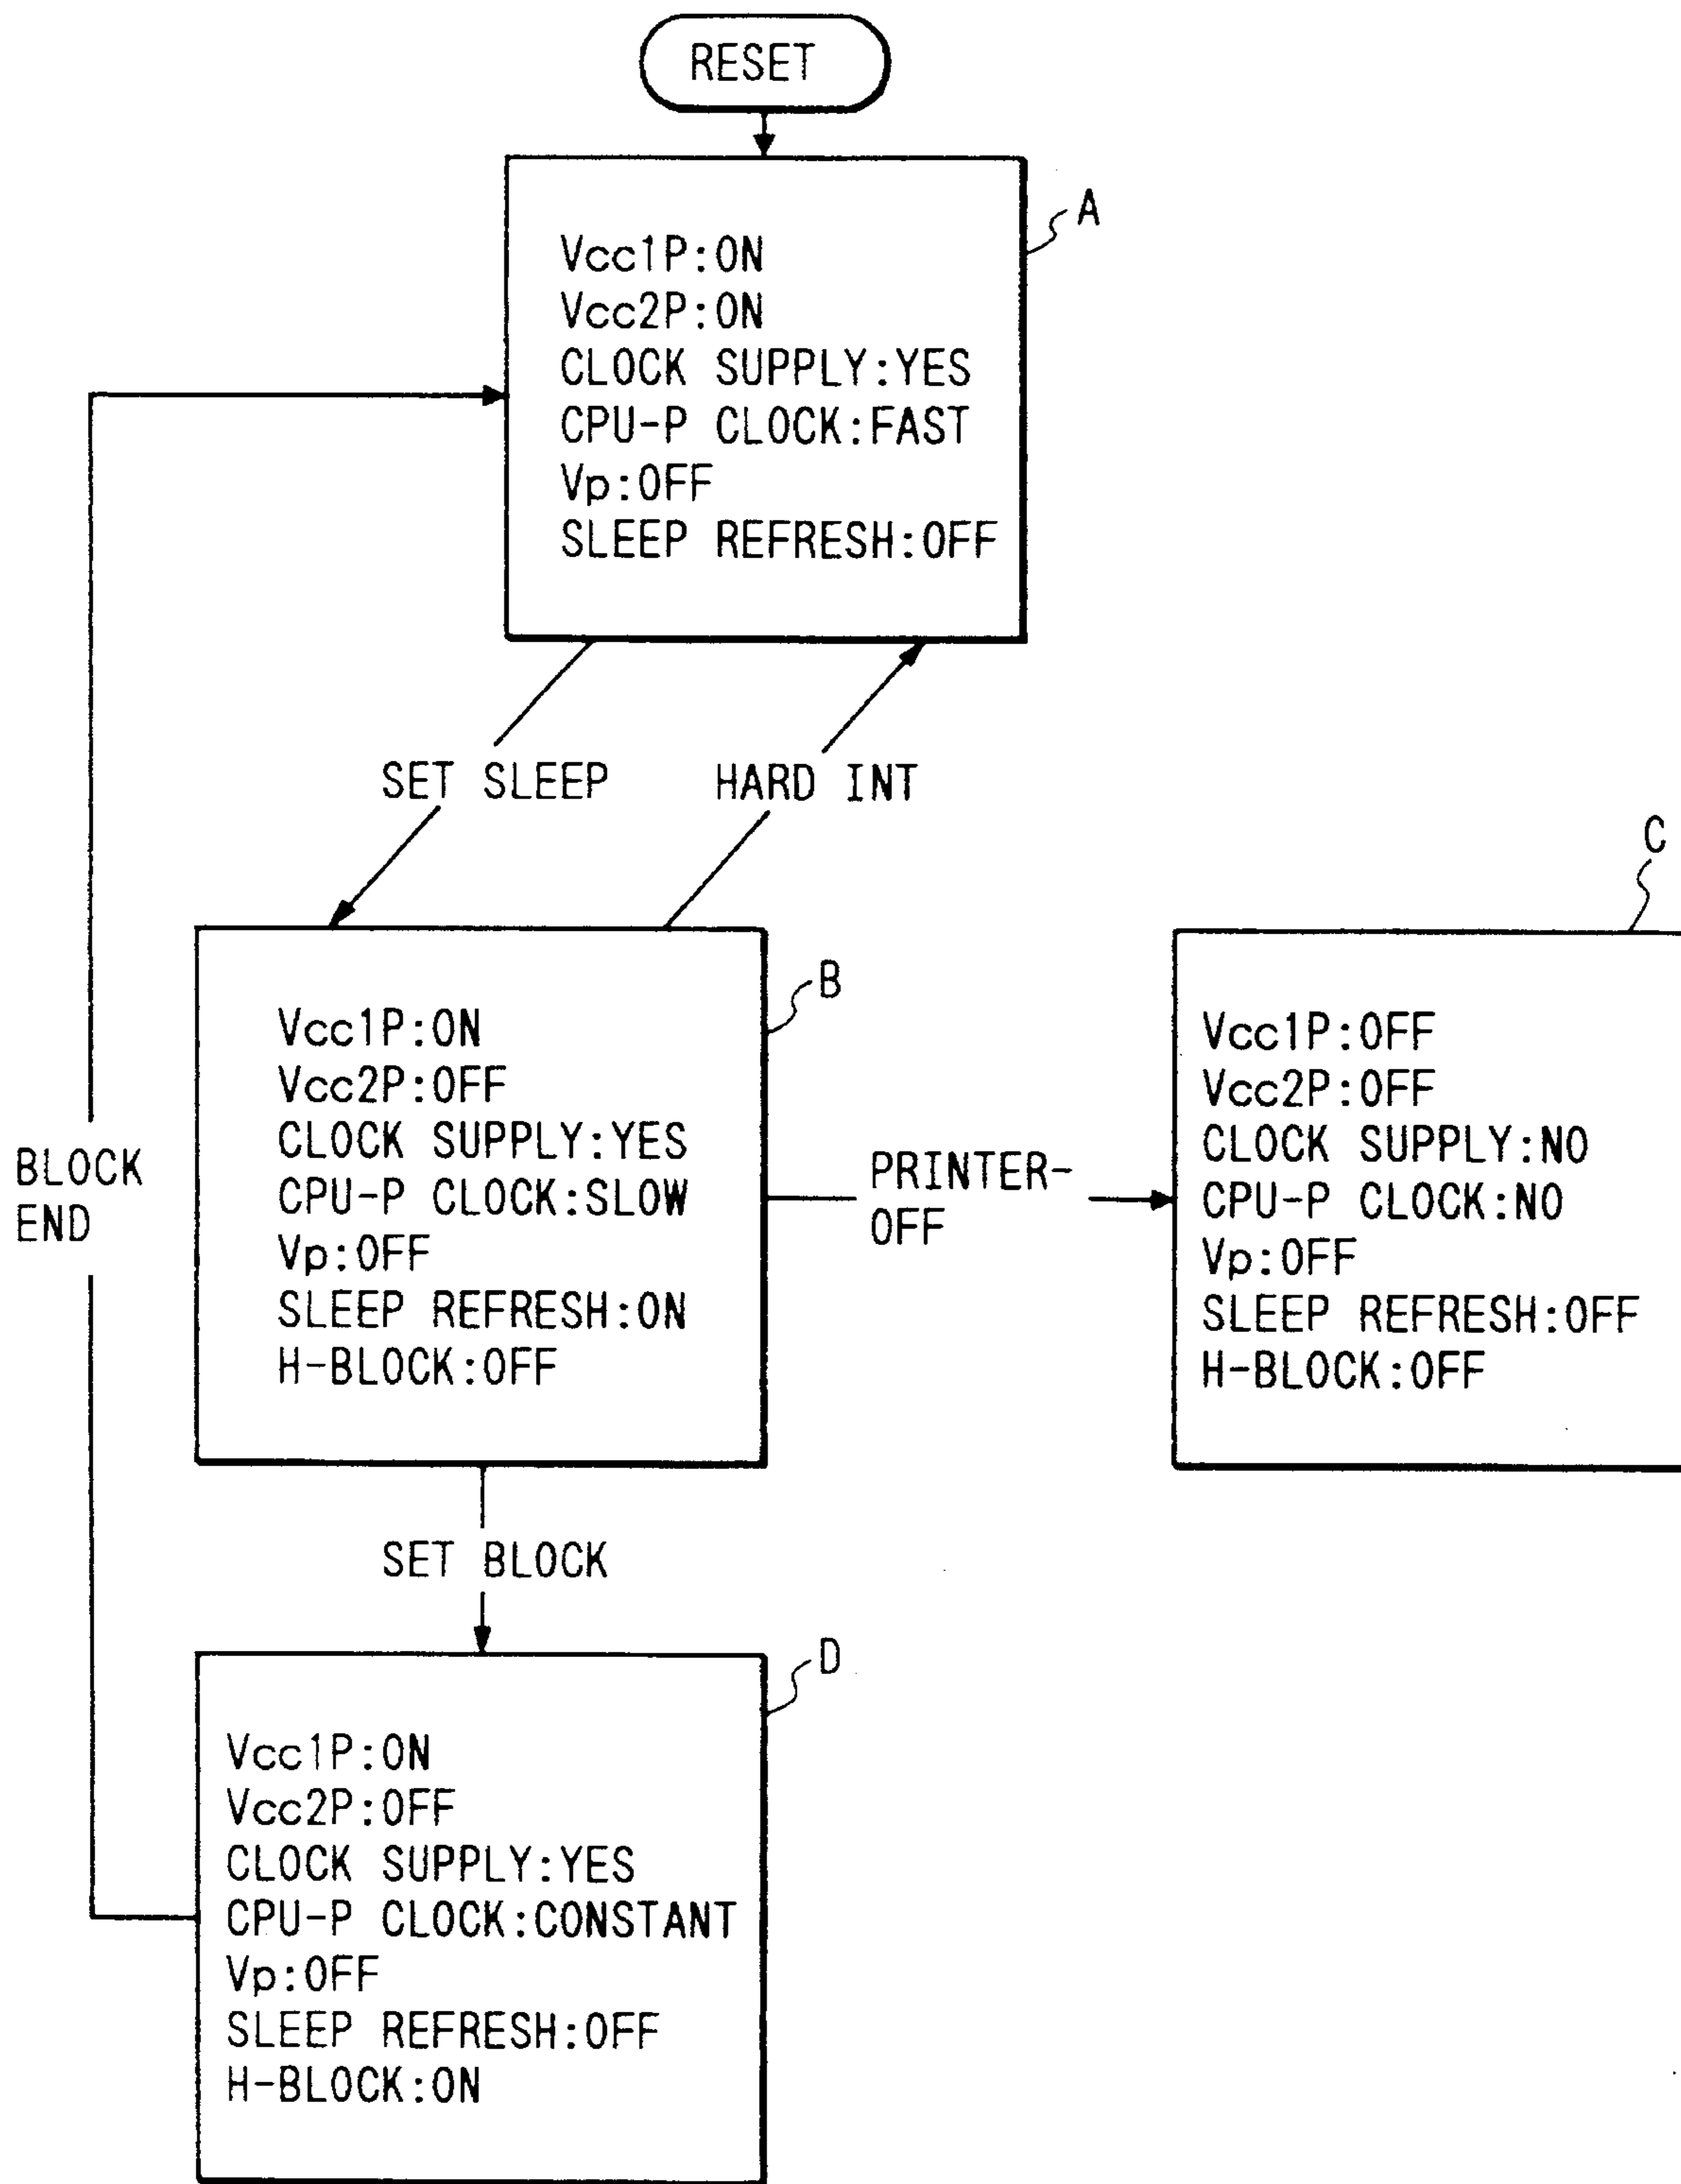 RESET
A
Vcc1P:ON
Vcc2P:ON
CLOCK SUPPLY:YES
CPU-P CLOCK:FAST
Vp:OFF
SLEEP REFRESH:OFF
SET SLEEP
HARD INT
B
Vcc1P:ON
Vcc2P:OFF
CLOCK SUPPLY:YES
CPU-P CLOCK:SLOW
Vp:OFF
SLEEP REFRESH:ON
H-BLOCK:OFF
PRINTER-
OFF
C
Vcc1P:OFF
Vcc2P:OFF
CLOCK SUPPLY:NO
CPU-P CLOCK:NO
Vp:OFF
SLEEP REFRESH:OFF
H-BLOCK:OFF
BLOCK
END
SET BLOCK
D
Vcc1P:ON
Vcc2P:OFF
CLOCK SUPPLY:YES
CPU-P CLOCK:CONSTANT
Vp:OFF
SLEEP REFRESH:OFF
H-BLOCK:ON